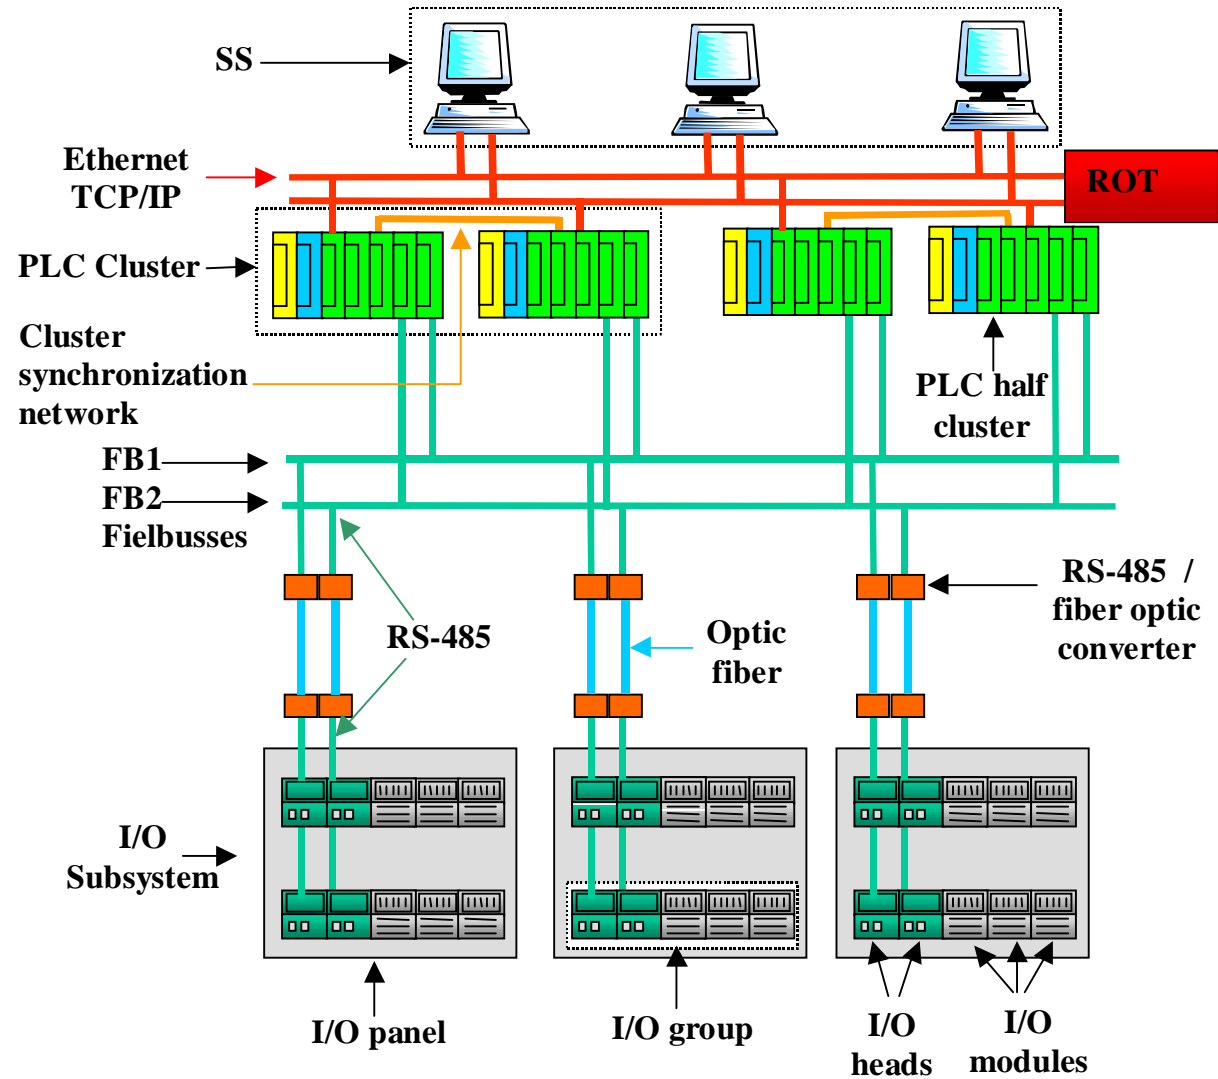 SS
Ethernet
TCP/IP
ROT
PLC Cluster
Cluster
synchronization
network
PLC half
cluster
FB1
FB2
Fielbusses
RS-485
Optic
fiber
RS-485 /
fiber optic
converter
I/O
Subsystem
I/O panel
I/O group
I/O
heads
I/O
modules